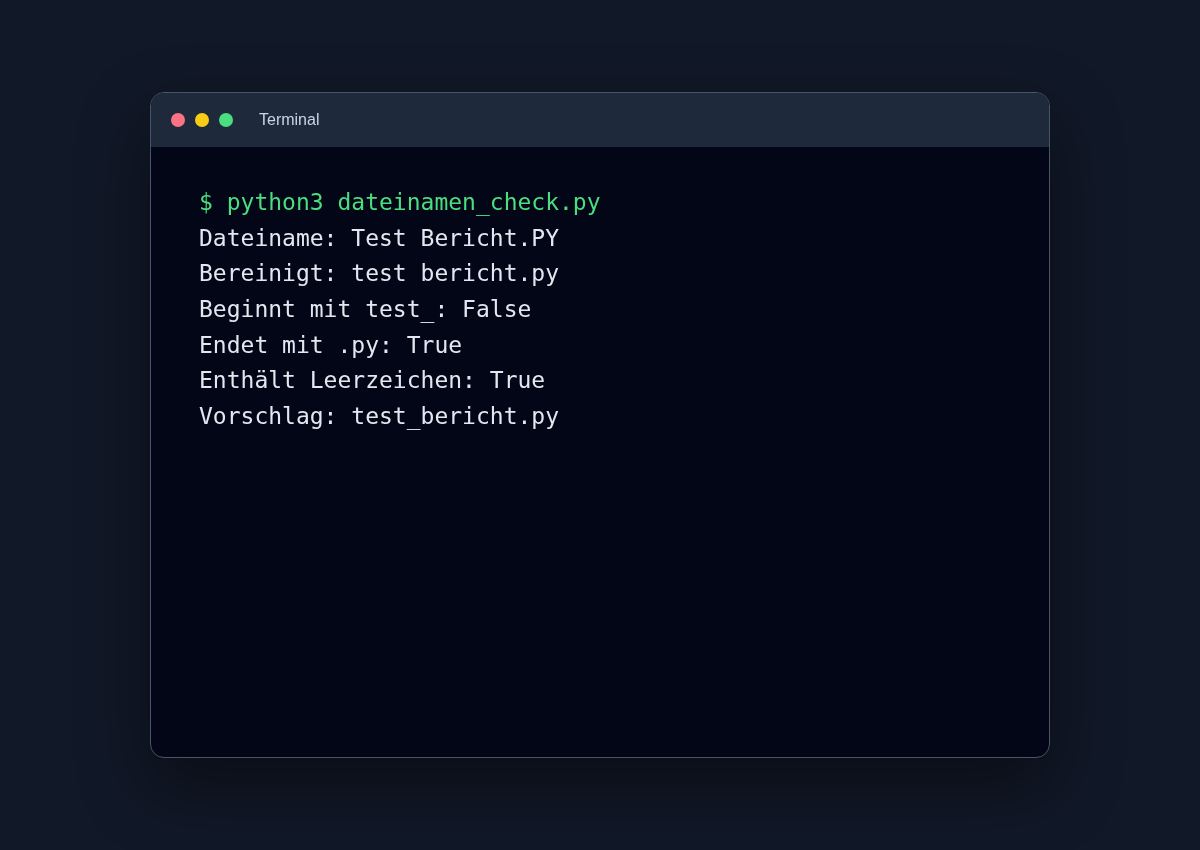 Terminal
$ python3 dateinamen_check.py
Dateiname: Test Bericht.PY
Bereinigt: test bericht.py
Beginnt mit test_: False
Endet mit .py: True
Enthält Leerzeichen: True
Vorschlag: test_bericht.py